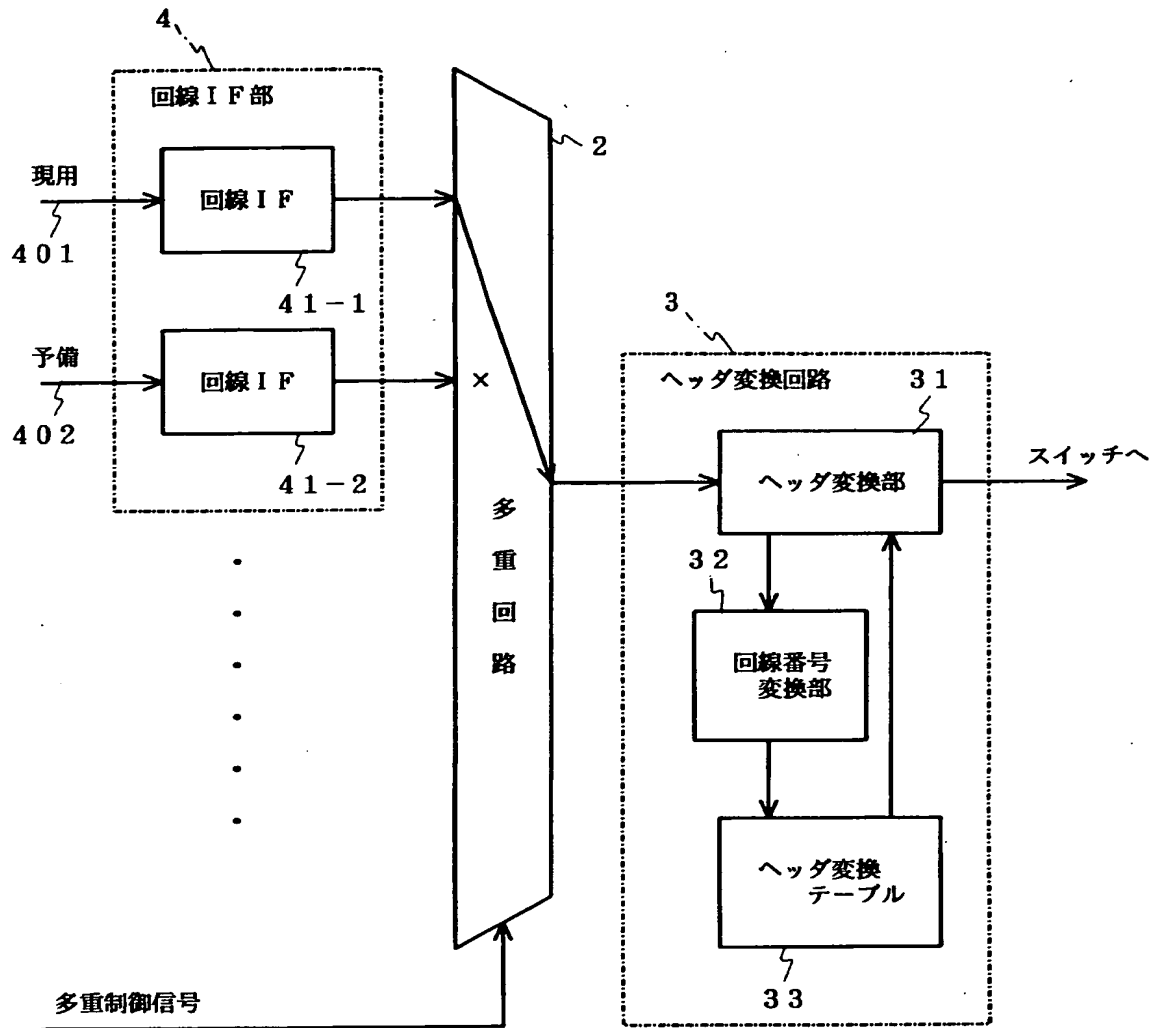 4
回線IF部
2
現用
回線IF
401
41-1
予備
回線IF
402
41-2
×
多重回路
3
ヘッダ変換回路
31
ヘッダ変換部
スイッチへ
32
回線番号
変換部
ヘッダ変換
テーブル
33
多重制御信号